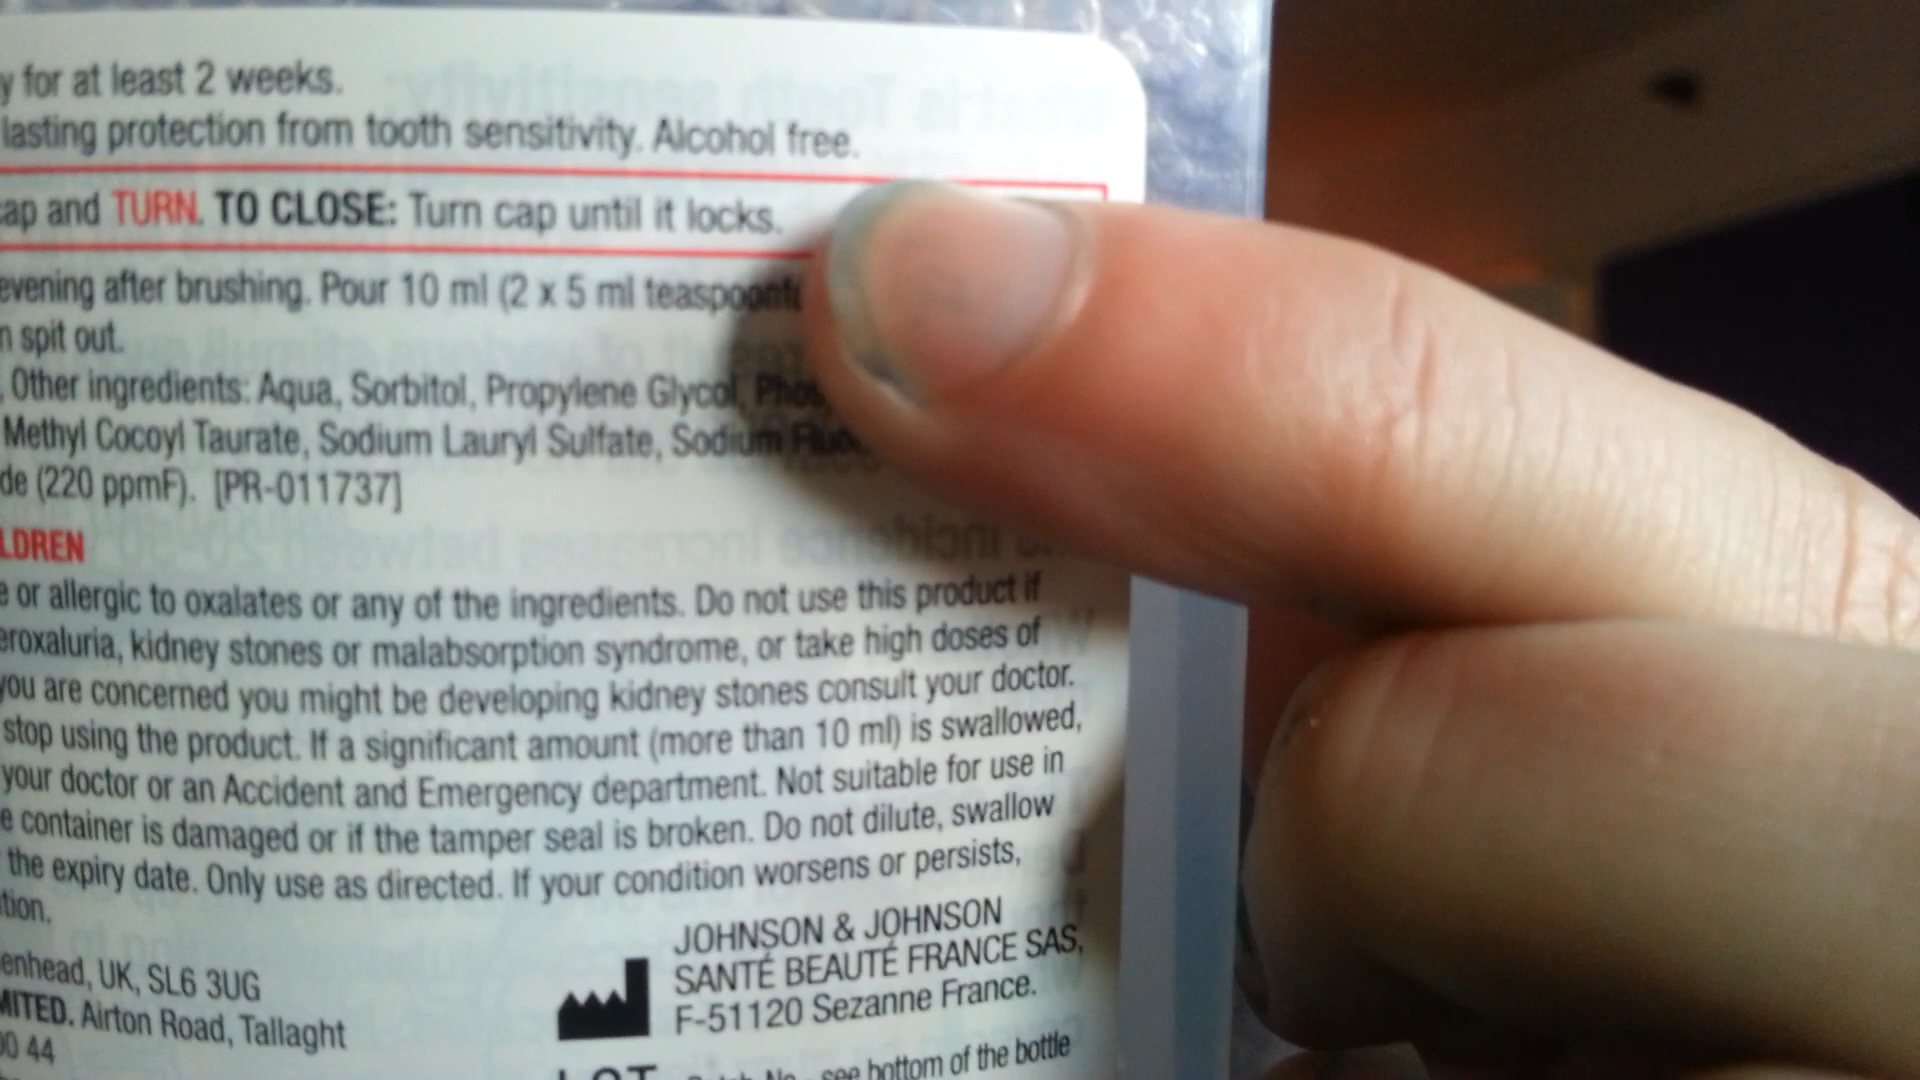 y for at least 2 weeks.
lasting protection from tooth sensitivity. Alcohol free.
cap and TURN. TO CLOSE: Turn cap until it locks.
evening after brushing. Pour 10 ml (2 x 5 ml
n spit out.
, Other ingredients: Aqua, Sorbitol, Propylene Glycol,
Methyl Cocoyl Taurate, Sodium Lauryl Sulfate, Sodium
de (220 ppmF). [PR-011737]
LDREN
e or allergic to oxalates or any of the ingredients. Do not use this product if
eroxaluria, kidney stones or malabsorption syndrome, or take high doses of
you are concerned you might be developing kidney stones consult your doctor.
stop using the product. If a significant amount (more than 10 ml) is swallowed,
your doctor or an Accident and Emergency department. Not suitable for use in
e container is damaged or if the tamper seal is broken. Do not dilute, swallow
the expiry date. Only use as directed. If your condition worsens or persists,
tion.
enhead, UK, SL6 3UG
MITED. Airton Road, Tallaght
00 44
JOHNSON & JOHNSON
SANTÉ BEAUTÉ FRANCE SAS,
F-51120 Sezanne France.
LOT
see bottom of the bottle